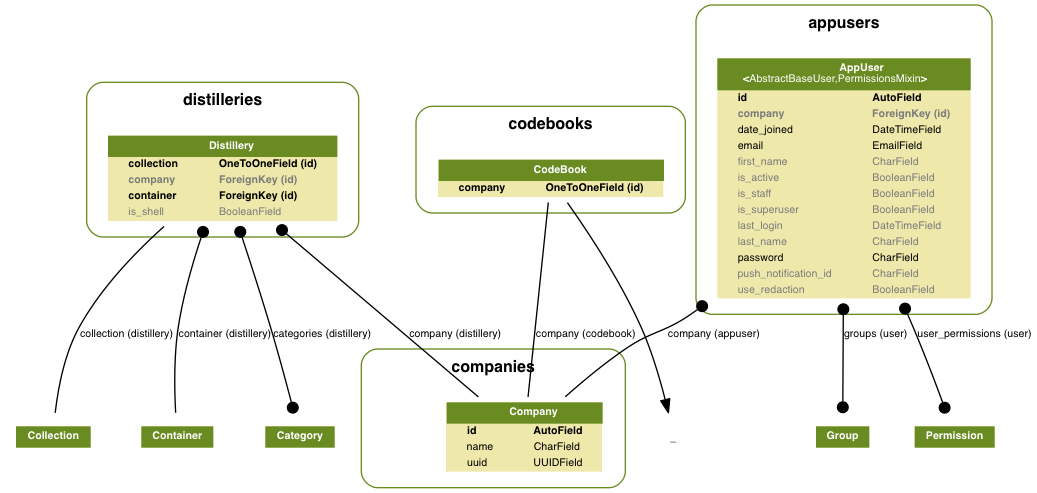 appusers
AppUser
<AbstractBaseUser,PermissionsMixin>
id AutoField
company ForeignKey (id)
date_joined DateTimeField
email EmailField
first_name CharField
is_active BooleanField
is_staff BooleanField
is_superuser BooleanField
last_login DateTimeField
last_name CharField
password CharField
push_notification_id CharField
use_redaction BooleanField
distilleries
Distillery
collection OneToOneField (id)
company ForeignKey (id)
container ForeignKey (id)
is_shell BooleanField
codebooks
CodeBook
company OneToOneField (id)
collection (distillery)
container (distillery)
categories (distillery)
company (distillery)
company (codebook)
company (appuser)
groups (user)
user_permissions (user)
companies
Company
id AutoField
name CharField
uuid UUIDField
Collection
Container
Category
_
Group
Permission